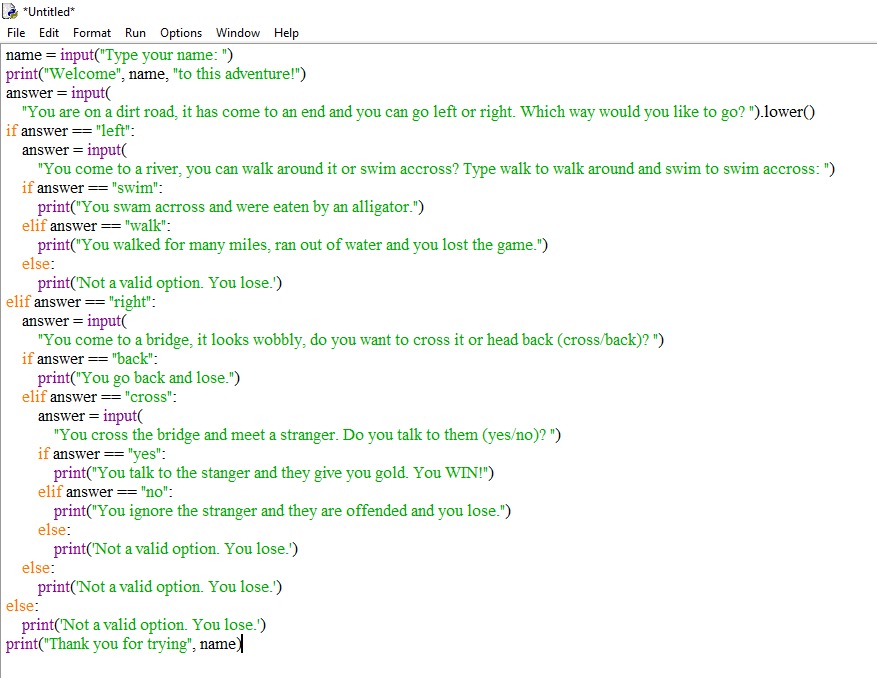 *Untitled*
File Edit Format Run Options Window Help
name = input("Type your name: ")
print("Welcome", name, "to this adventure!")
answer = input(
    "You are on a dirt road, it has come to an end and you can go left or right. Which way would you like to go? ").lower()
if answer == "left":
    answer = input(
        "You come to a river, you can walk around it or swim accross? Type walk to walk around and swim to swim accross: ")
    if answer == "swim":
        print("You swam acrross and were eaten by an alligator.")
    elif answer == "walk":
        print("You walked for many miles, ran out of water and you lost the game.")
    else:
        print('Not a valid option. You lose.')
elif answer == "right":
    answer = input(
        "You come to a bridge, it looks wobbly, do you want to cross it or head back (cross/back)? ")
    if answer == "back":
        print("You go back and lose.")
    elif answer == "cross":
        answer = input(
            "You cross the bridge and meet a stranger. Do you talk to them (yes/no)? ")
        if answer == "yes":
            print("You talk to the stanger and they give you gold. You WIN!")
        elif answer == "no":
            print("You ignore the stranger and they are offended and you lose.")
        else:
            print('Not a valid option. You lose.')
    else:
        print('Not a valid option. You lose.')
else:
    print('Not a valid option. You lose.')
print("Thank you for trying", name)